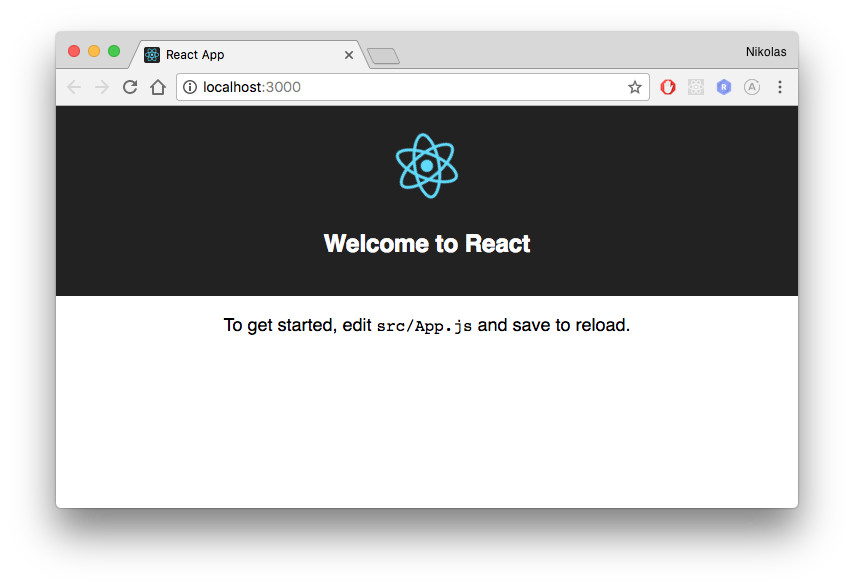 React App
Nikolas
localhost:3000
R
A
Welcome to React
To get started, edit src/App.js and save to reload.